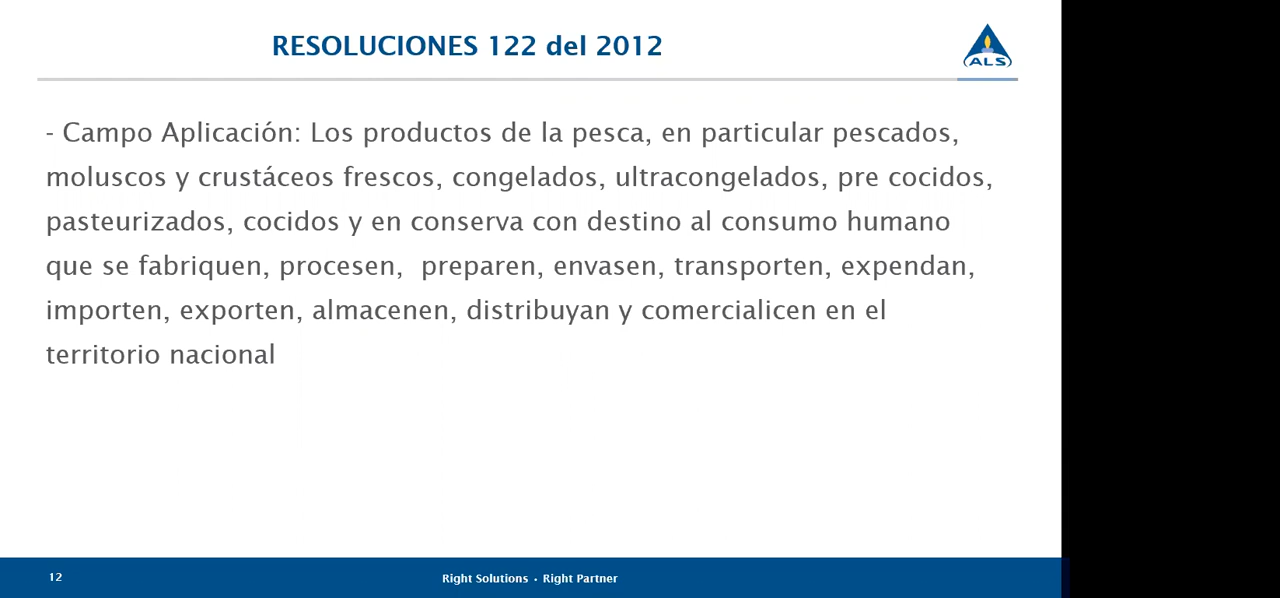 RESOLUCIONES 122 del 2012
ALS
- Campo Aplicación: Los productos de la pesca, en particular pescados,
moluscos y crustáceos frescos, congelados, ultracongelados, pre cocidos,
pasteurizados, cocidos y en conserva con destino al consumo humano
que se fabriquen, procesen,  preparen, envasen, transporten, expendan,
importen, exporten, almacenen, distribuyan y comercialicen en el
territorio nacional
12
Right Solutions • Right Partner